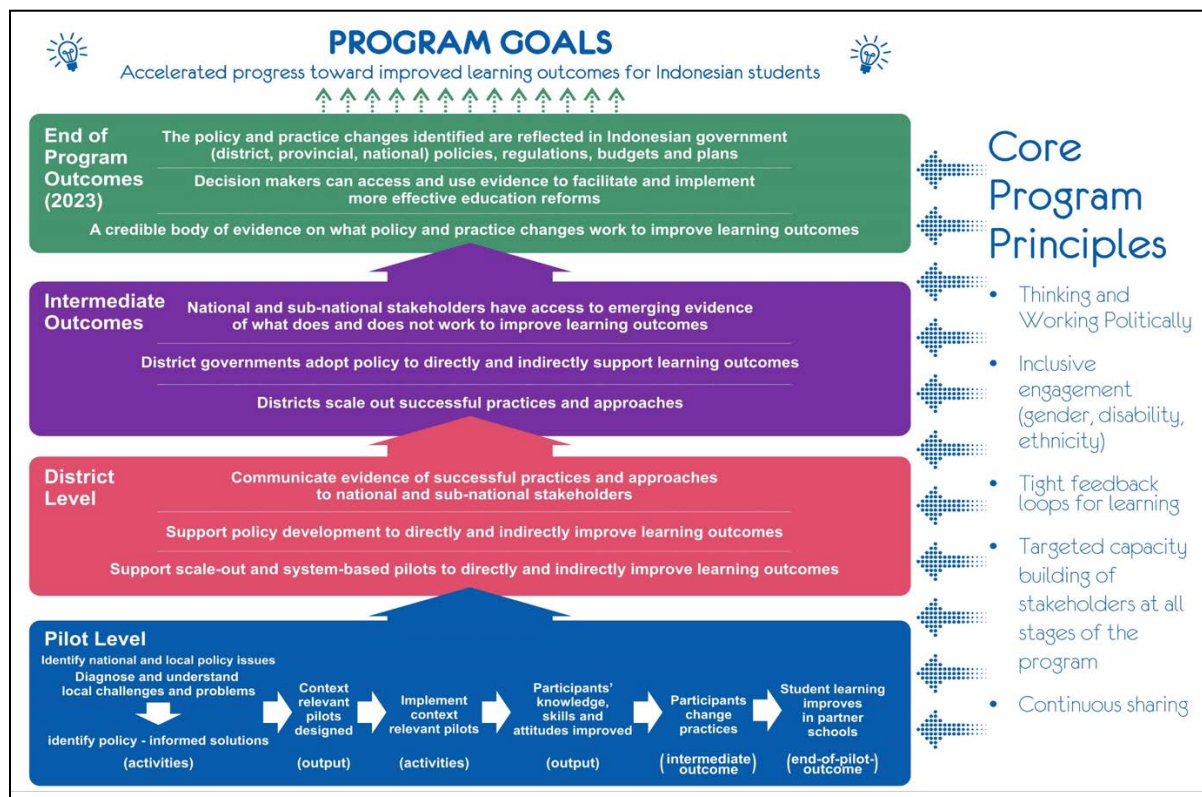 PROGRAM GOALS
Accelerated progress toward improved learning outcomes for Indonesian students
End of
Program
Outcomes
(2023)
The policy and practice changes identified are reflected in Indonesian government
(district, provincial, national) policies, regulations, budgets and plans
Decision makers can access and use evidence to facilitate and implement
more effective education reforms
A credible body of evidence on what policy and practice changes work to improve learning outcomes
Intermediate
Outcomes
National and sub-national stakeholders have access to emerging evidence
of what does and does not work to improve learning outcomes
District governments adopt policy to directly and indirectly support learning outcomes
Districts scale out successful practices and approaches
District
Level
Communicate evidence of successful practices and approaches
to national and sub-national stakeholders
Support policy development to directly and indirectly improve learning outcomes
Support scale-out and system-based pilots to directly and indirectly improve learning outcomes
Pilot Level
Identify national and local policy issues
Diagnose and understand
local challenges and problems
identify policy - informed solutions
(activities)
Context
relevant
pilots
designed
(output)
Implement
context
relevant pilots
(activities)
Participants'
knowledge,
skills and
attitudes improved
(output)
Participants
change
practices
(intermediate
outcome)
Student learning
improves
in partner
schools
(end-of-pilot-
outcome)
Core
Program
Principles
• Thinking and
Working Politically
• Inclusive
engagement
(gender, disability,
ethnicity)
• Tight feedback
loops for learning
• Targeted capacity
building of
stakeholders at all
stages of the
program
• Continuous sharing